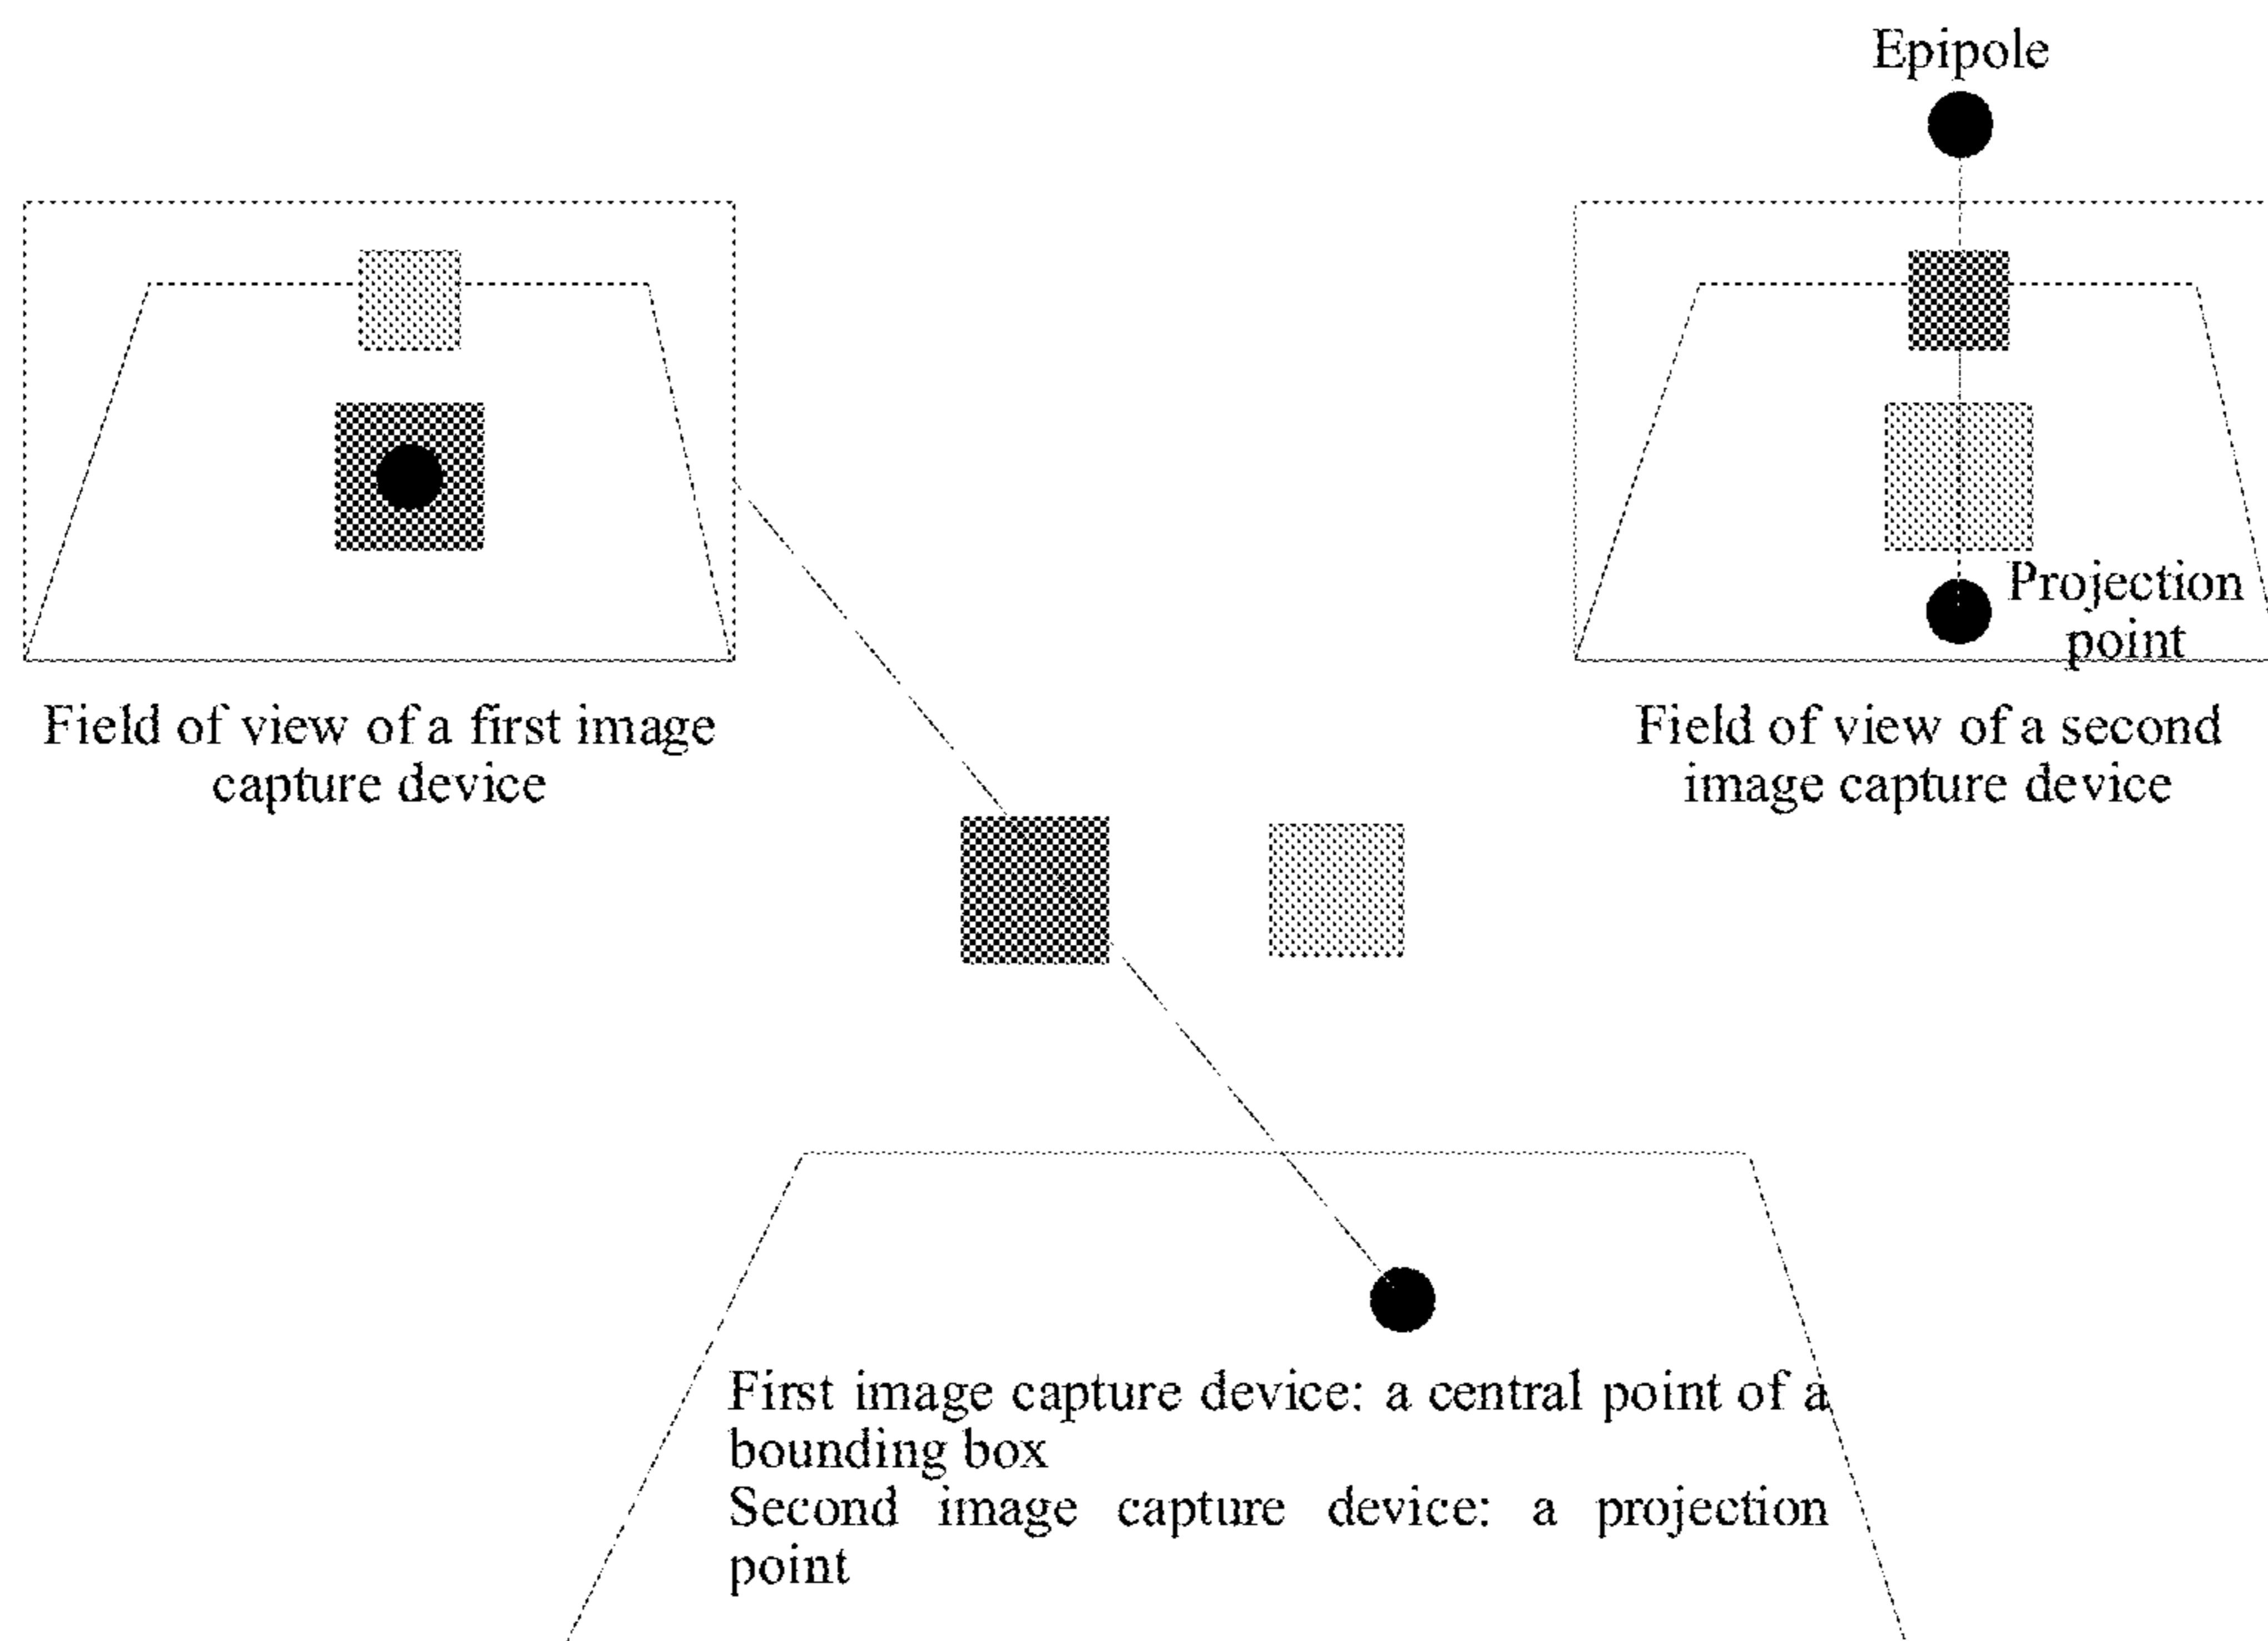 Epipole
Projection
point
Field of view of a first image
capture device
Field of view of a second
image capture device
First image capture device: a central point of a
bounding box
Second image capture device: a projection
point